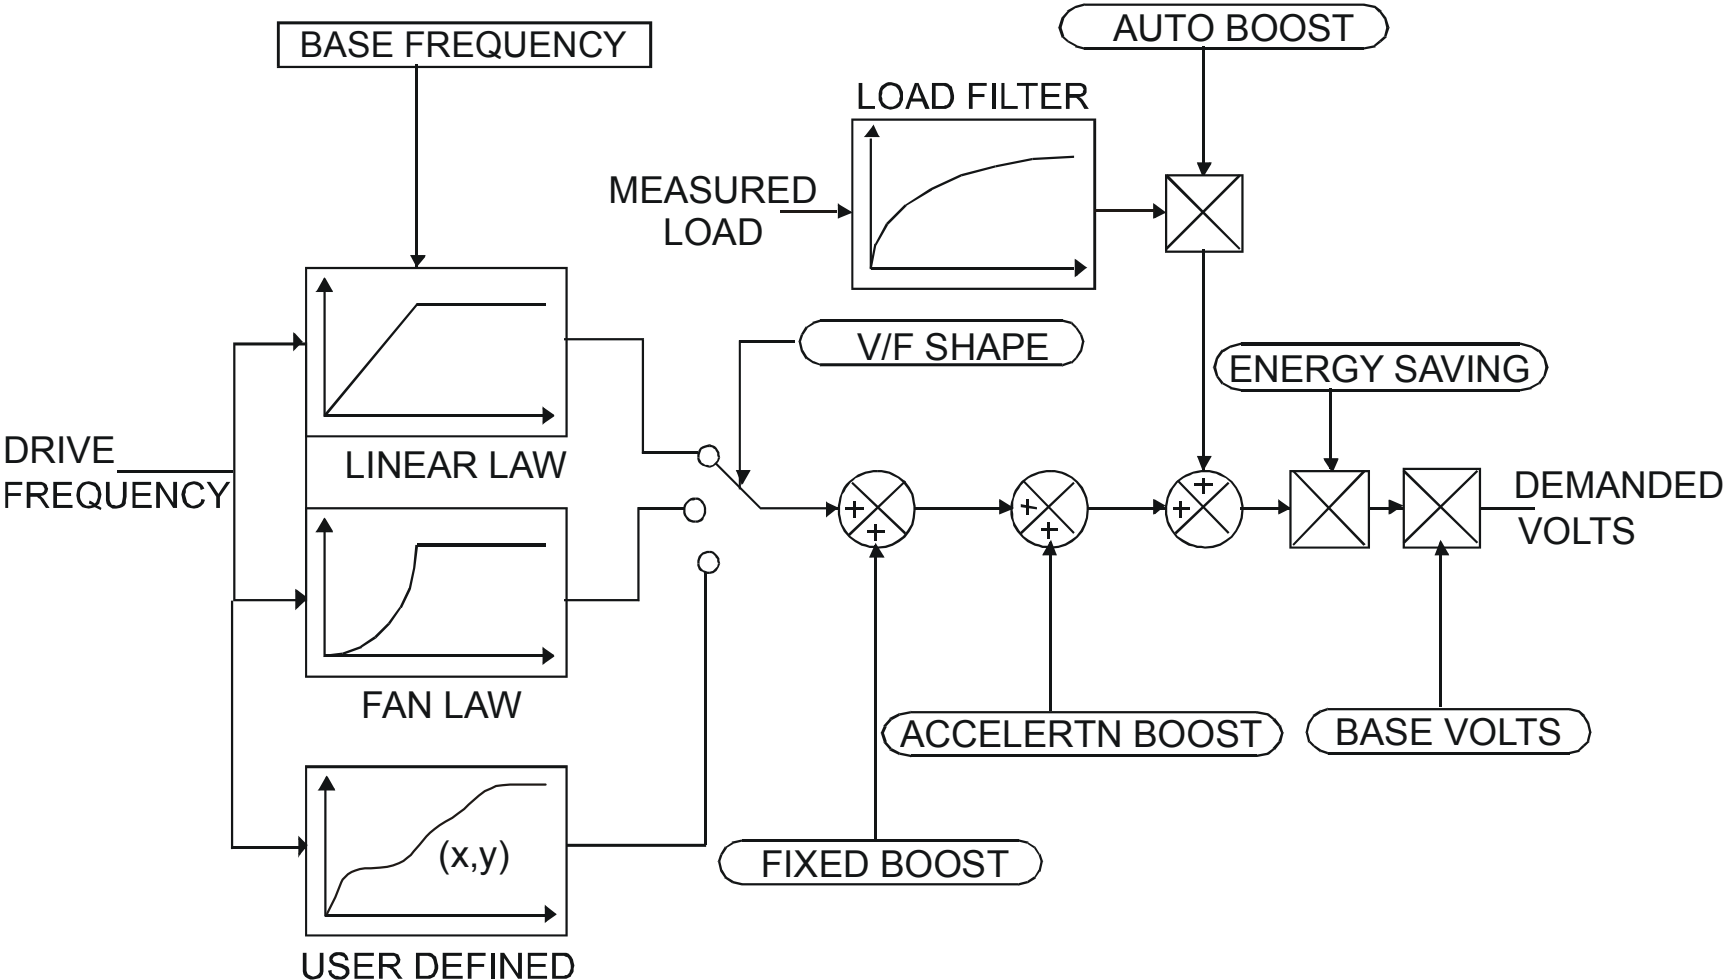 BASE FREQUENCY
AUTO BOOST
LOAD FILTER
MEASURED
LOAD
V/F SHAPE
ENERGY SAVING
DRIVE
FREQUENCY
LINEAR LAW
+
+
+
+
+
+
DEMANDED
VOLTS
FAN LAW
ACCELERTN BOOST
BASE VOLTS
(x,y)
FIXED BOOST
USER DEFINED